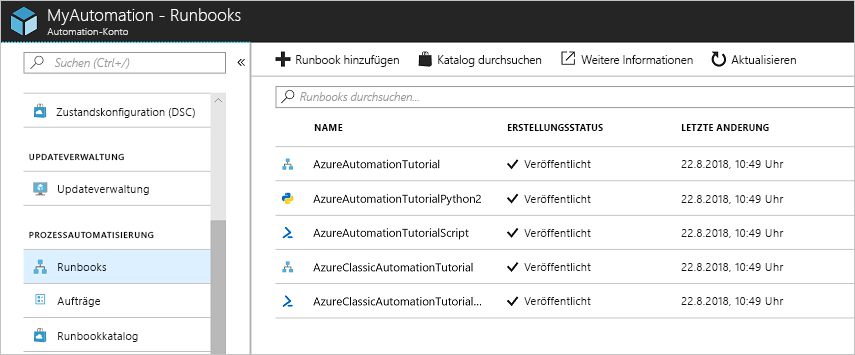 MyAutomation - Runbooks
Automation-Konto
Suchen (Ctrl+/)
«
Zustandskonfiguration (DSC)
UPDATEVERWALTUNG
Updateverwaltung
PROZESSAUTOMATISIERUNG
Runbooks
Aufträge
Runbookkatalog
Runbook hinzufügen Katalog durchsuchen Weitere Informationen Aktualisieren
Runbooks durchsuchen...
NAME ERSTELLUNGSSTATUS LETZTE ANDERUNG
AzureAutomationTutorial Veröffentlicht 22.8.2018, 10:49 Uhr
AzureAutomationTutorialPython2 Veröffentlicht 22.8.2018, 10:49 Uhr
AzureAutomationTutorialScript Veröffentlicht 22.8.2018, 10:49 Uhr
AzureClassicAutomationTutorial Veröffentlicht 22.8.2018, 10:49 Uhr
AzureClassicAutomationTutorial... Veröffentlicht 22.8.2018, 10:49 Uhr